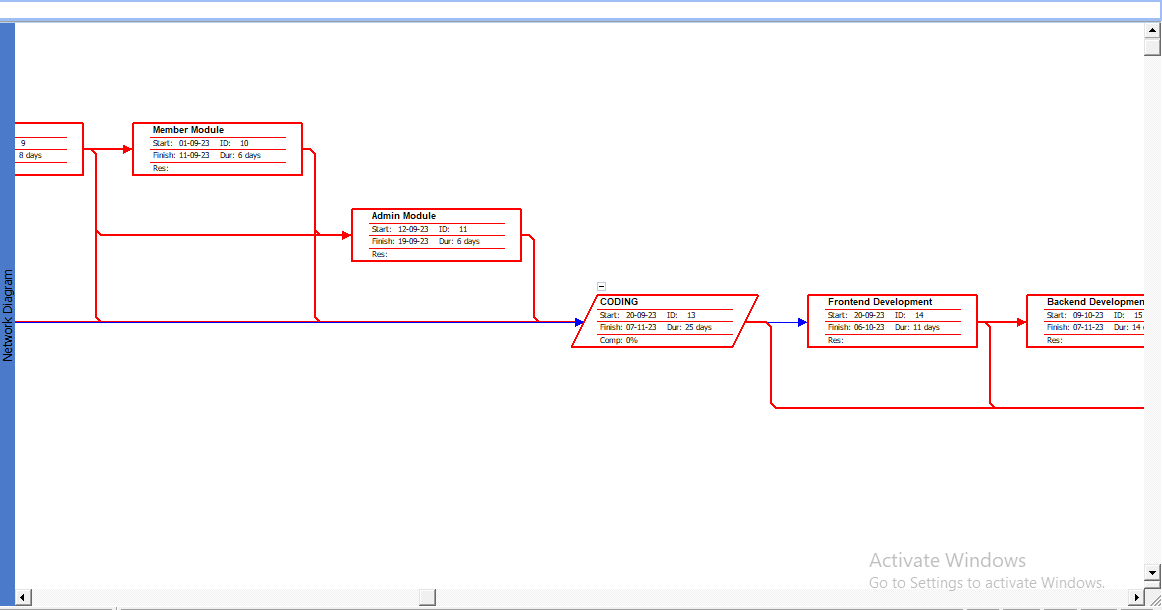 Network Diagram
9
8 days
Member Module
Start: 01-09-23 ID: 10
Finish: 11-09-23 Dur: 6 days
Res:
Admin Module
Start: 12-09-23 ID: 11
Finish: 19-09-23 Dur: 6 days
Res:
CODING
Start: 20-09-23 ID: 13
Finish: 07-11-23 Dur: 25 days
Comp: 0%
Frontend Development
Start: 20-09-23 ID: 14
Finish: 06-10-23 Dur: 11 days
Res:
Backend Developmen
Start: 09-10-23 ID: 15
Finish: 07-11-23 Dur: 14
Res:
Activate Windows
Go to Settings to activate Windows.